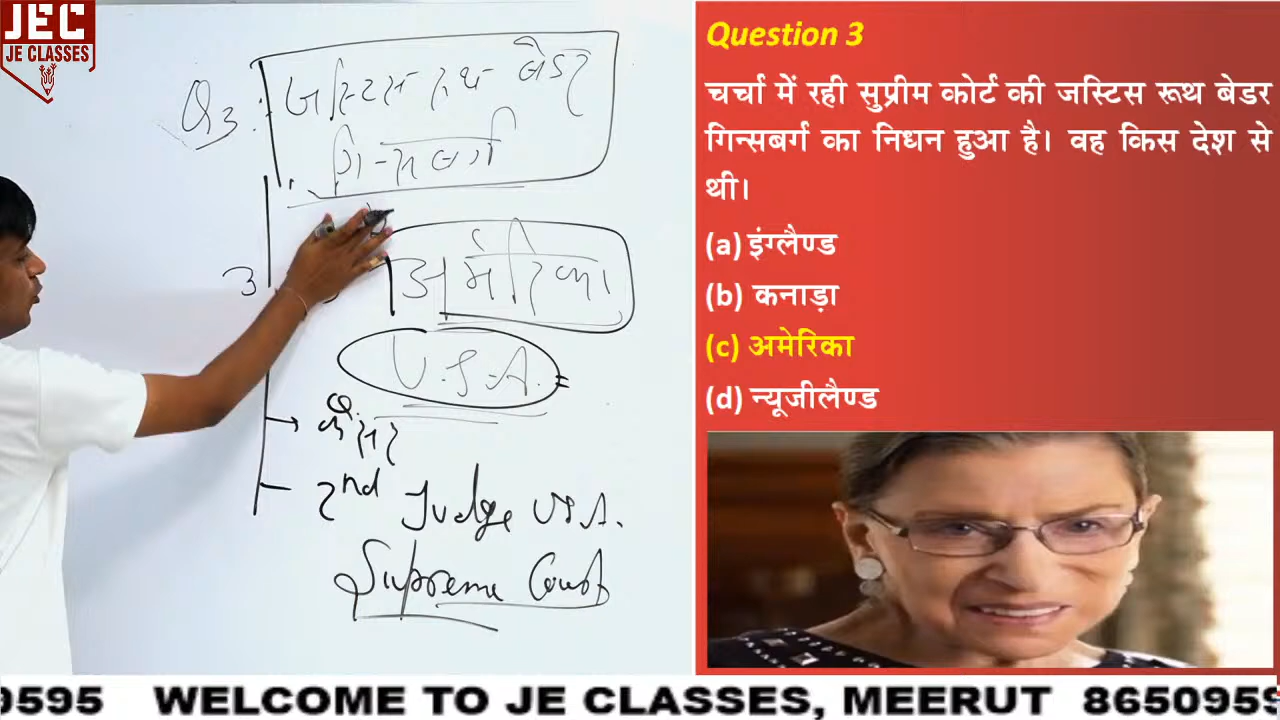 JEC
JE CLASSES
Q3.
जस्टिस रुथ बेडर
गिन्सबर्ग
3
अमेरिका
U.S.A.
कैंसर
2nd Judge U.S.A.
Supreme Court
Question 3
चर्चा में रही सुप्रीम कोर्ट की जस्टिस रूथ बेडर
गिन्सबर्ग का निधन हुआ है। वह किस देश से
थी।
(a) इंग्लैण्ड
(b) कनाड़ा
(c) अमेरिका
(d) न्यूजीलैण्ड
9595 WELCOME TO JE CLASSES, MEERUT 8650959